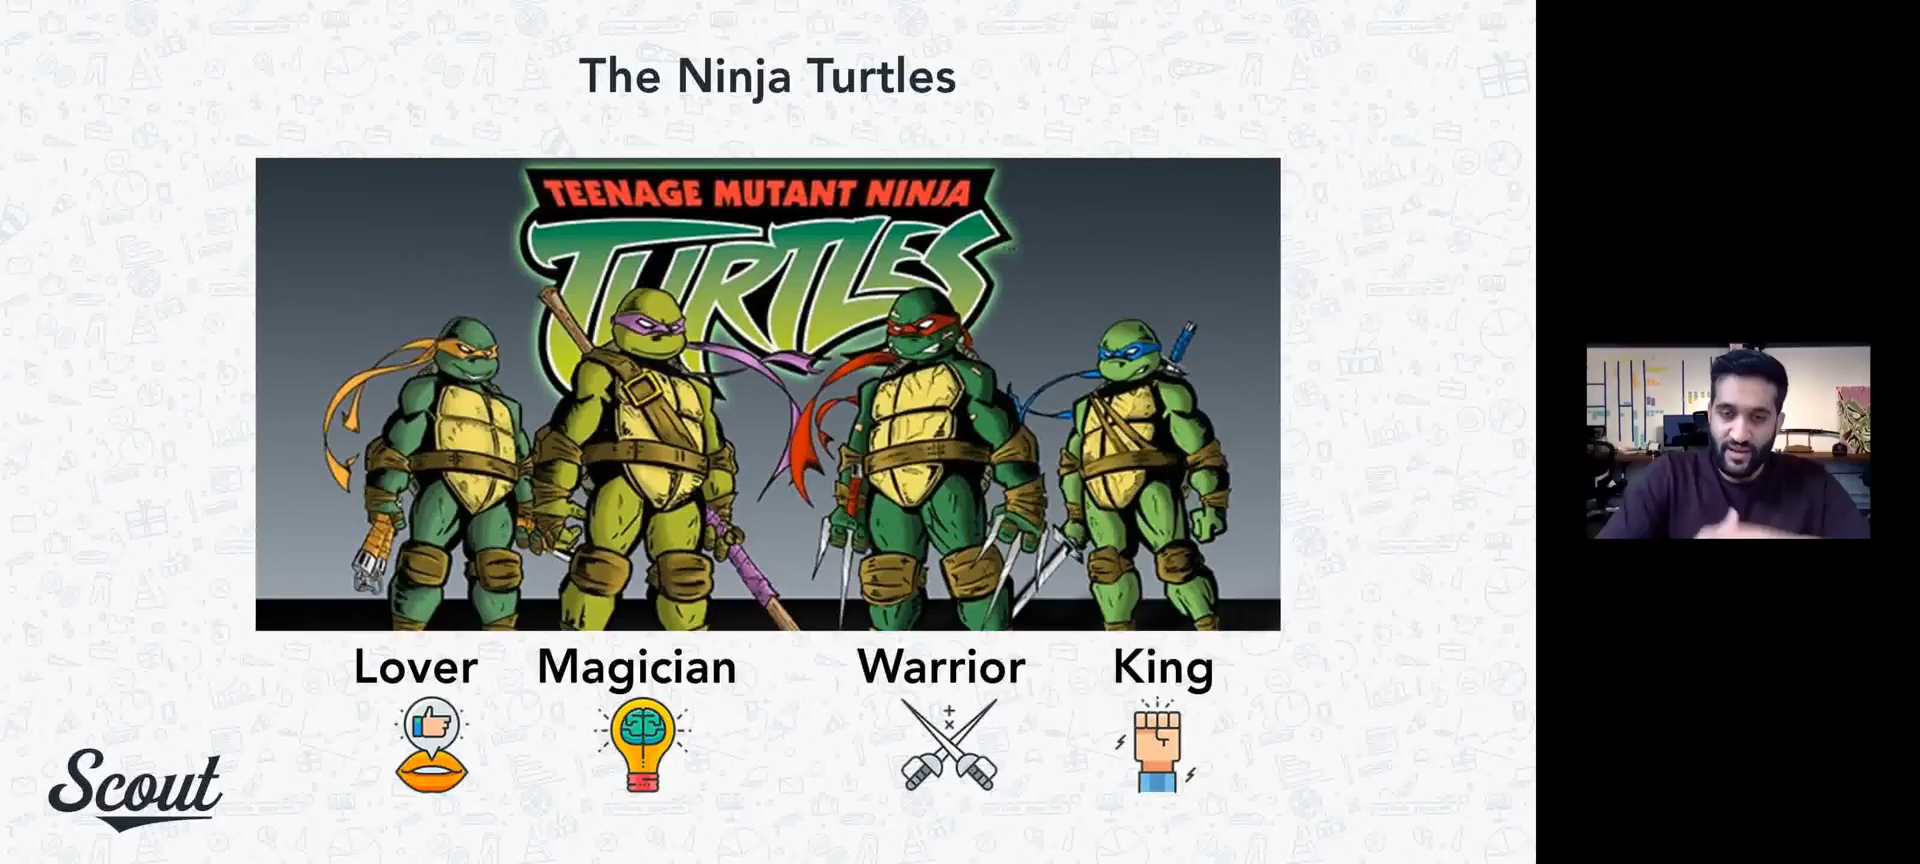 The Ninja Turtles
TEENAGE MUTANT NINJA
TURTLES
Lover Magician Warrior King
Scout